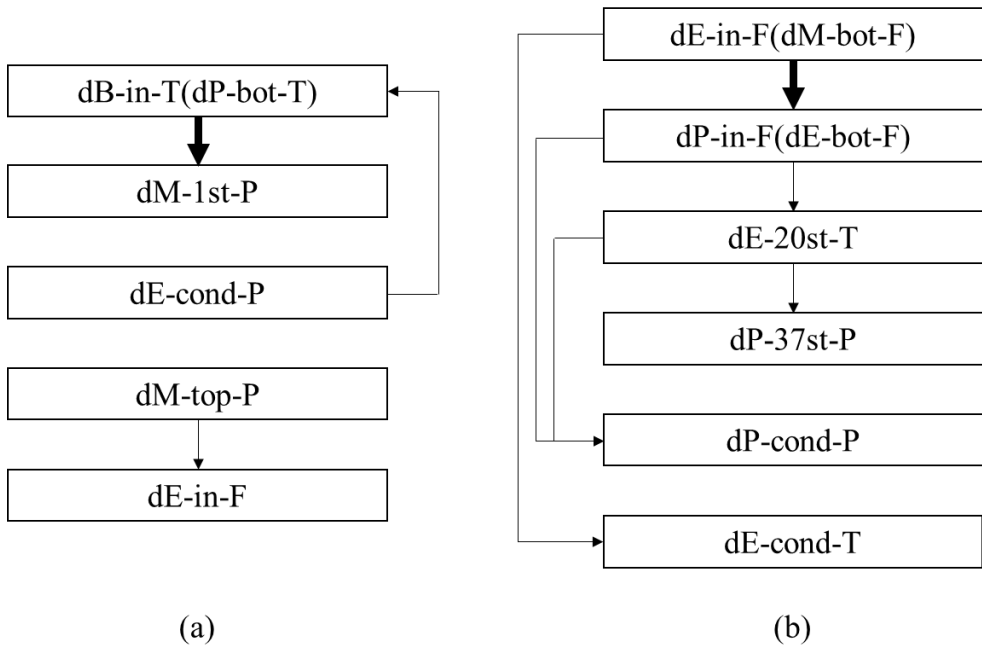 dB-in-T(dP-bot-T)
dM-1st-P
dE-cond-P
dM-top-P
dE-in-F
(a)
dE-in-F(dM-bot-F)
dP-in-F(dE-bot-F)
dE-20st-T
dP-37st-P
dP-cond-P
dE-cond-T
(b)